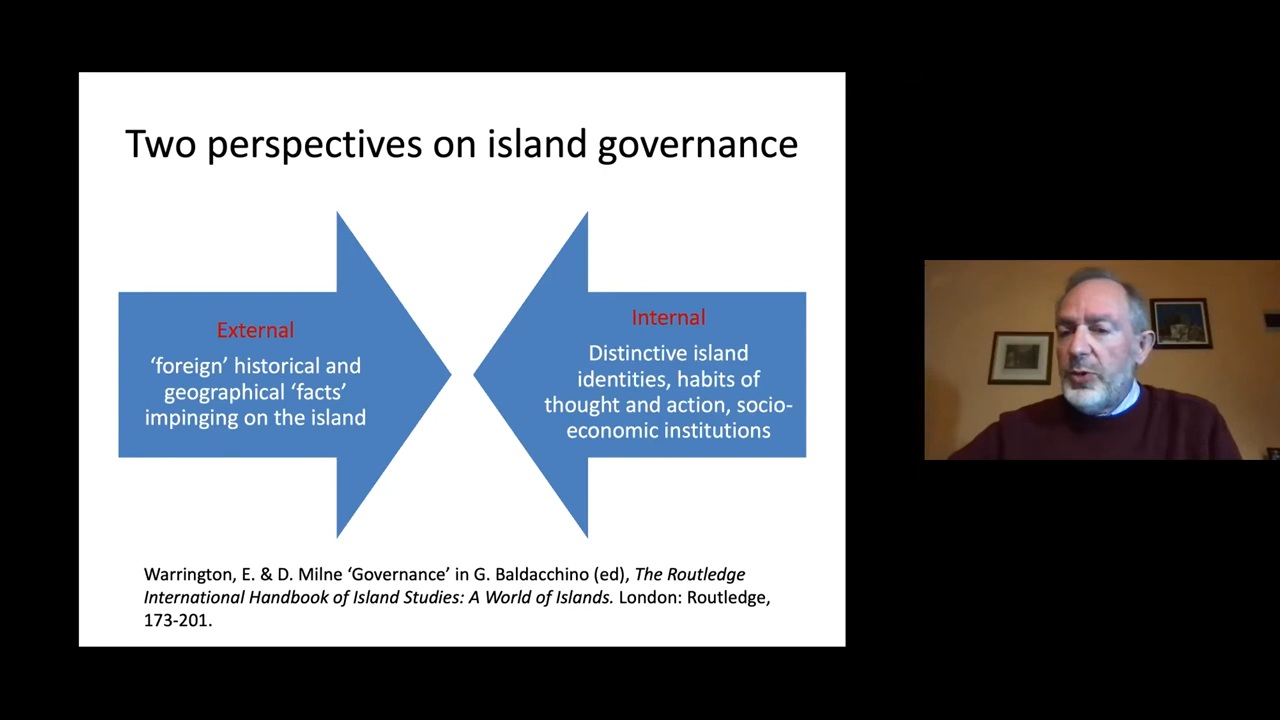 Two perspectives on island governance
External
‘foreign’ historical and
geographical ‘facts’
impinging on the island
Internal
Distinctive island
identities, habits of
thought and action, socio-
economic institutions
Warrington, E. & D. Milne ‘Governance’ in G. Baldacchino (ed), The Routledge
International Handbook of Island Studies: A World of Islands. London: Routledge,
173-201.